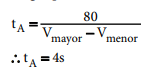 t_A = 80 / (V_mayor − V_menor)
∴ t_A = 4s